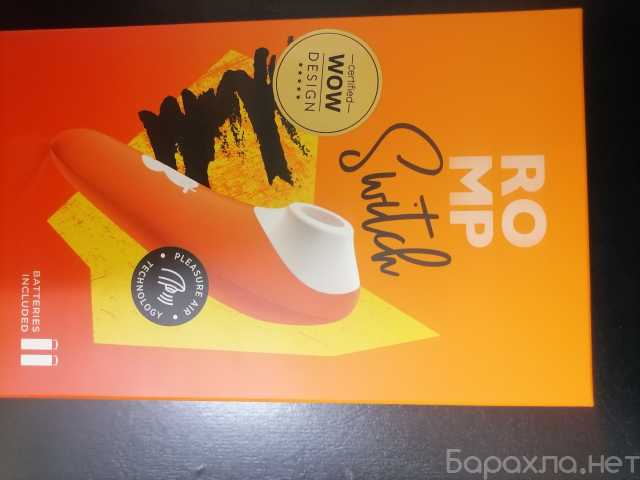 RO
MP
Switch
certified
WOW
DESIGN
PLEASURE AIR
TECHNOLOGY
BATTERIES
INCLUDED
Барахла.нет